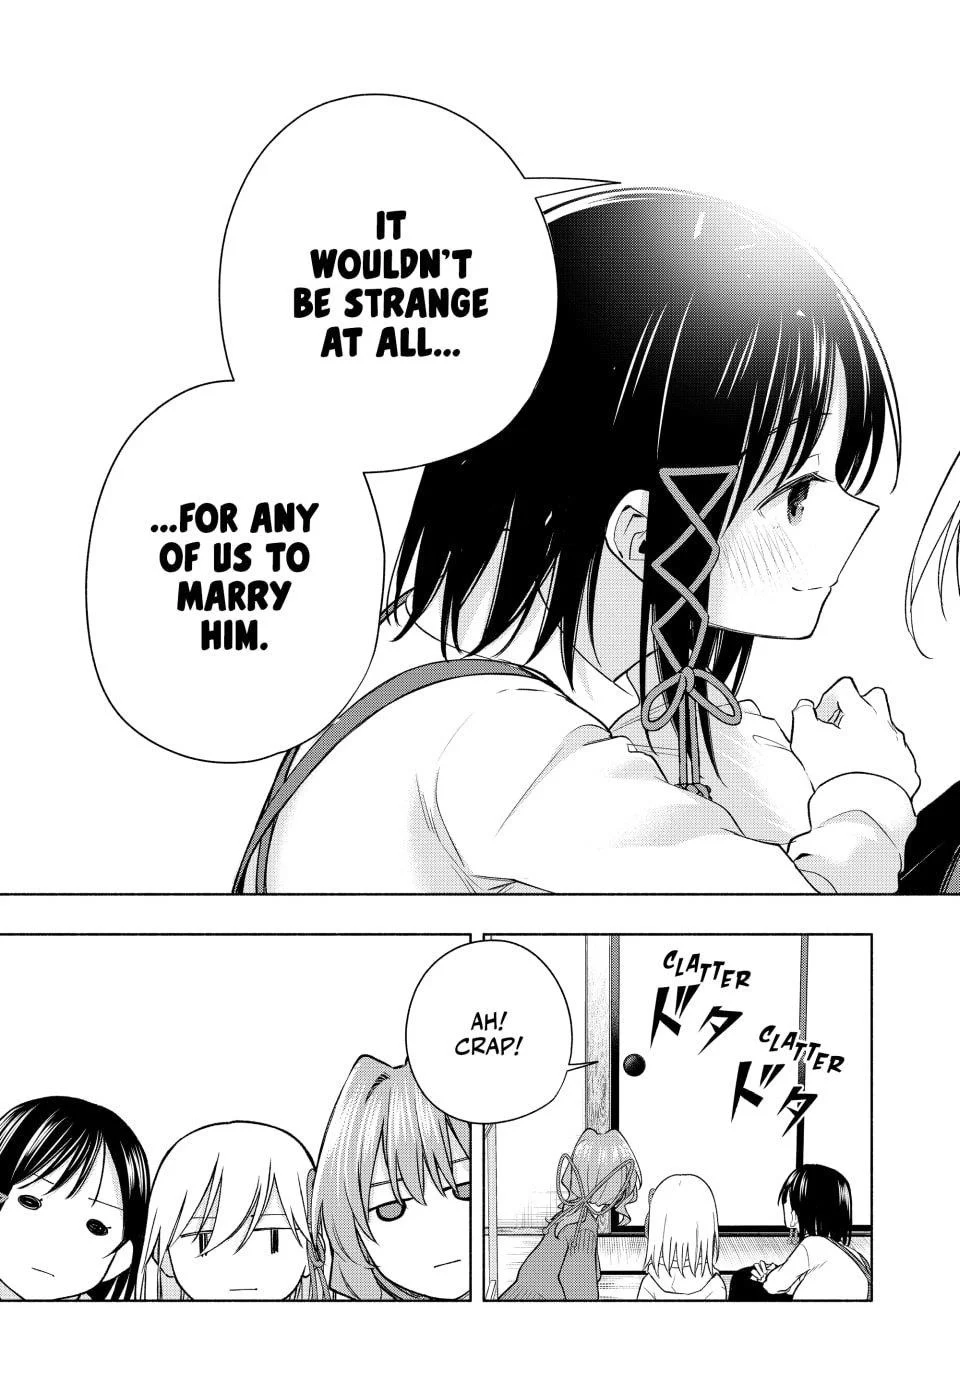 IT
WOULDN'T
BE STRANGE
AT ALL...
...FOR ANY
OF US TO
MARRY
HIM.
CLATTER
ドタ
CLATTER
ドタ
AH!
CRAP!